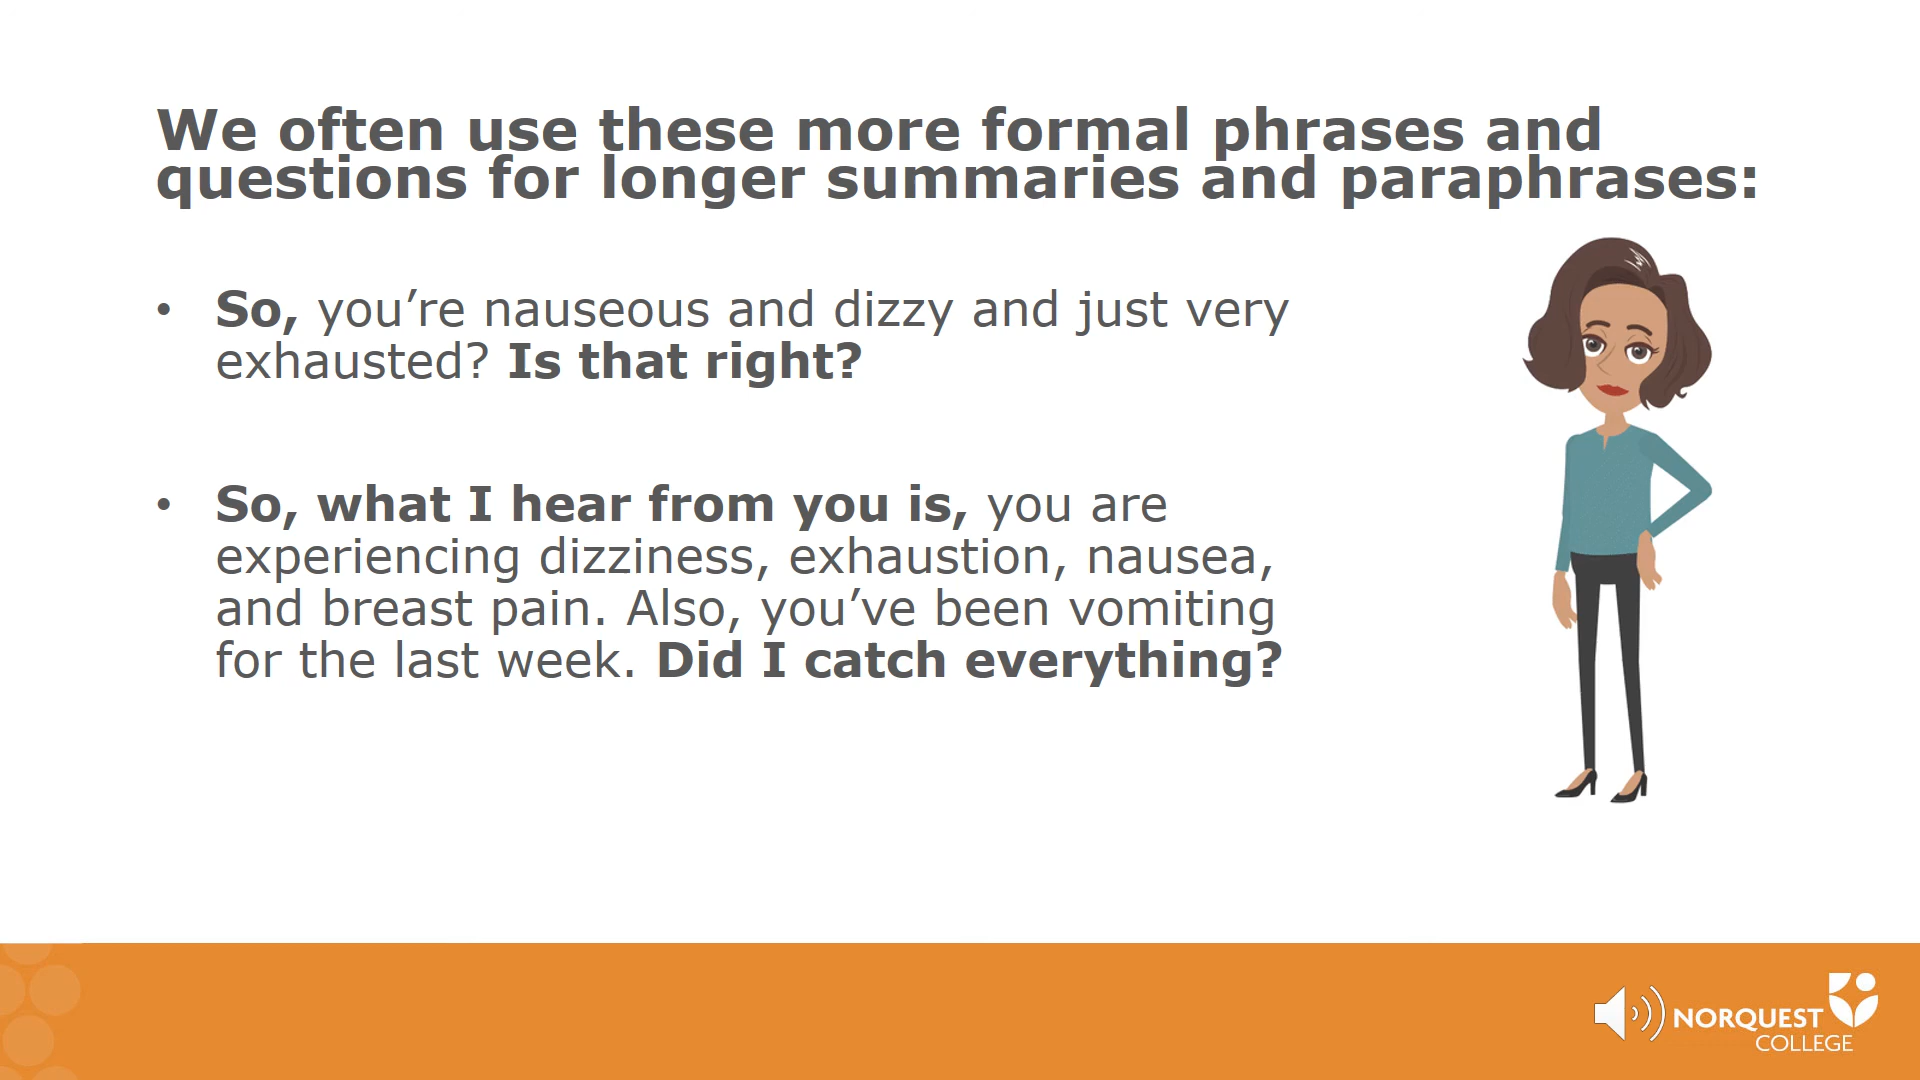 We often use these more formal phrases and
questions for longer summaries and paraphrases:
• So, you’re nauseous and dizzy and just very
exhausted? Is that right?
• So, what I hear from you is, you are
experiencing dizziness, exhaustion, nausea,
and breast pain. Also, you’ve been vomiting
for the last week. Did I catch everything?
NORQUEST
COLLEGE